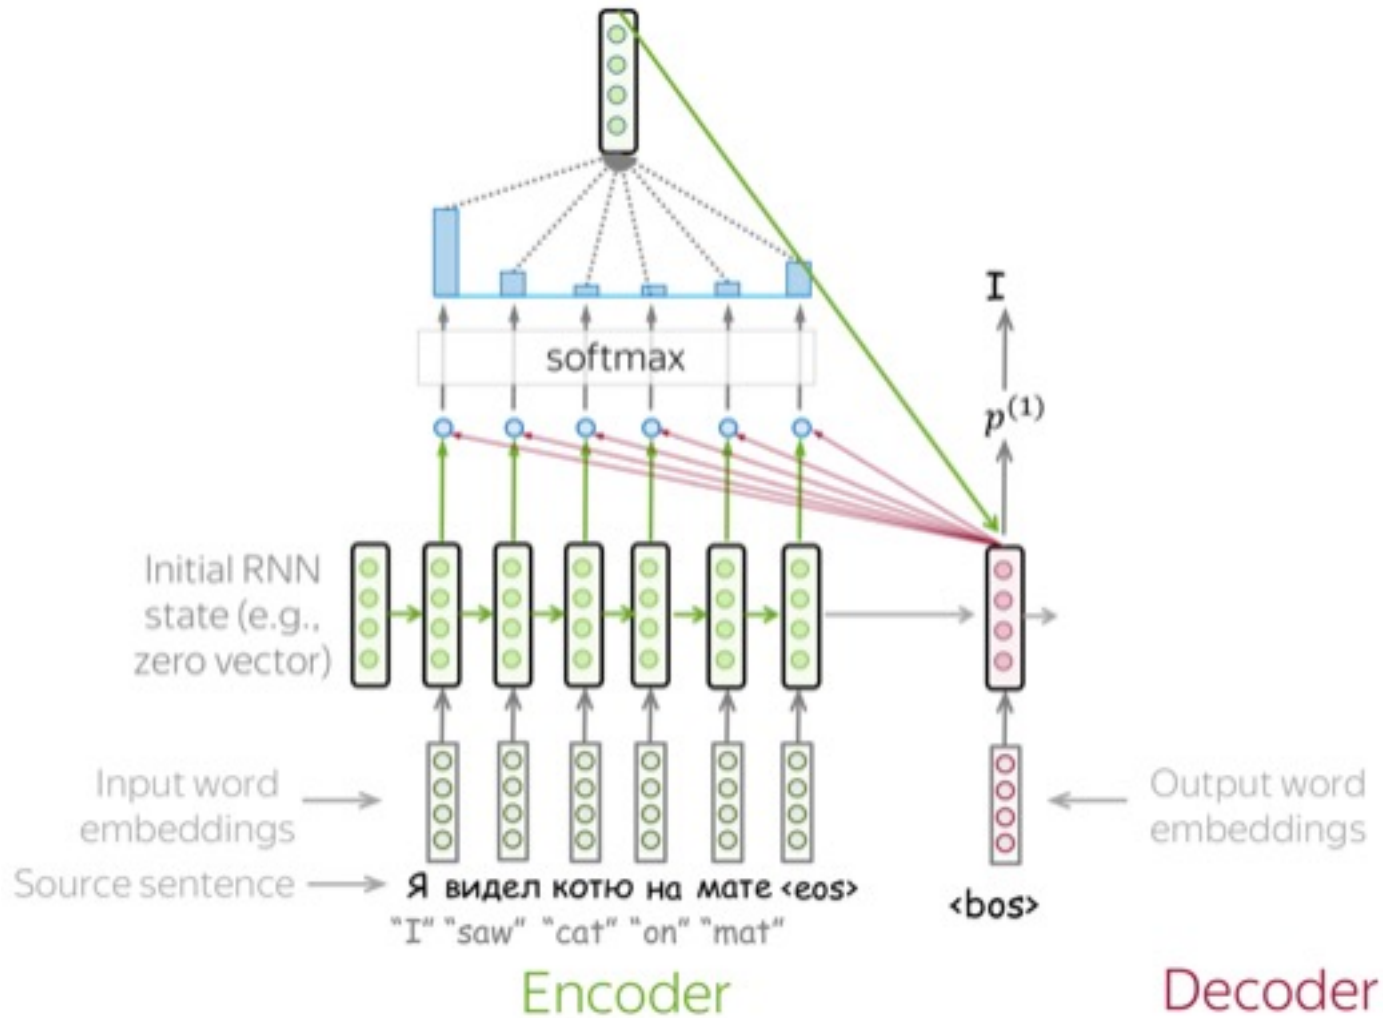 softmax
I
p(1)
Initial RNN
state (e.g.,
zero vector)
Input word
embeddings
Output word
embeddings
Source sentence
Я видел котю на мате <eos>
"I" "saw" "cat" "on" "mat"
<bos>
Encoder
Decoder